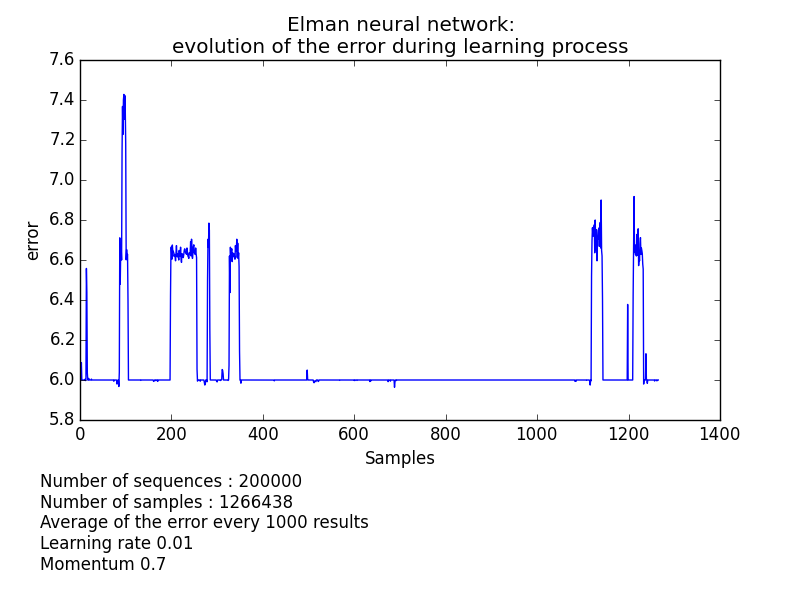 Elman neural network:
evolution of the error during learning process
7.6
7.4
7.2
7.0
6.8
6.6
6.4
6.2
6.0
5.8
error
0 200 400 600 800 1000 1200 1400
Samples
Number of sequences : 200000
Number of samples : 1266438
Average of the error every 1000 results
Learning rate 0.01
Momentum 0.7